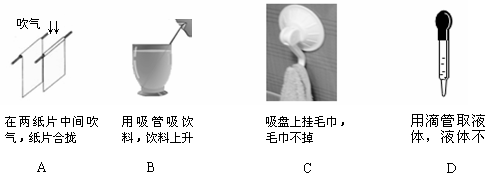 吹气
在两纸片中间吹
气，纸片合拢
A
用吸管吸饮
料，饮料上升
B
吸盘上挂毛巾，
毛巾不掉
C
用滴管取液
体，液体不
D